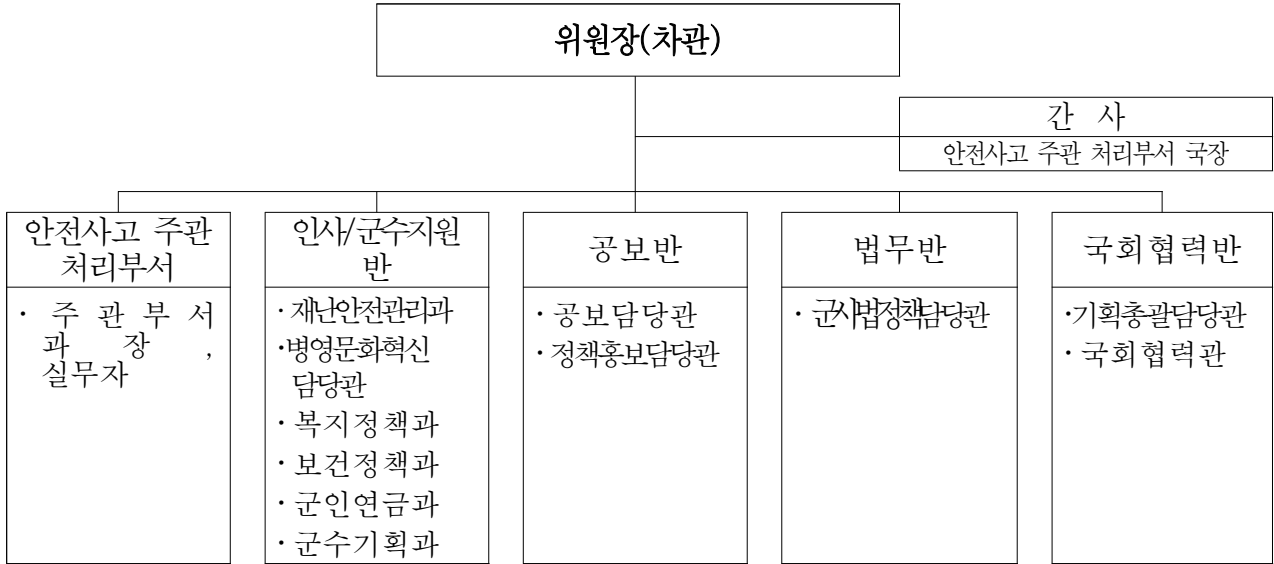 위원장(차관)
간 사
안전사고 주관 처리부서 국장
안전사고 주관
처리부서
· 주 관 부 서
과 장 ,
실무자
인사/군수지원
반
· 재난안전관리과
·병영문화혁신
담당관
· 복지정책과
· 보건정책과
· 군인연금과
· 군수기획과
공보반
· 공보담당관
· 정책홍보담당관
법무반
· 군사법정책담당관
국회협력반
·기획총괄담당관
· 국회협력관